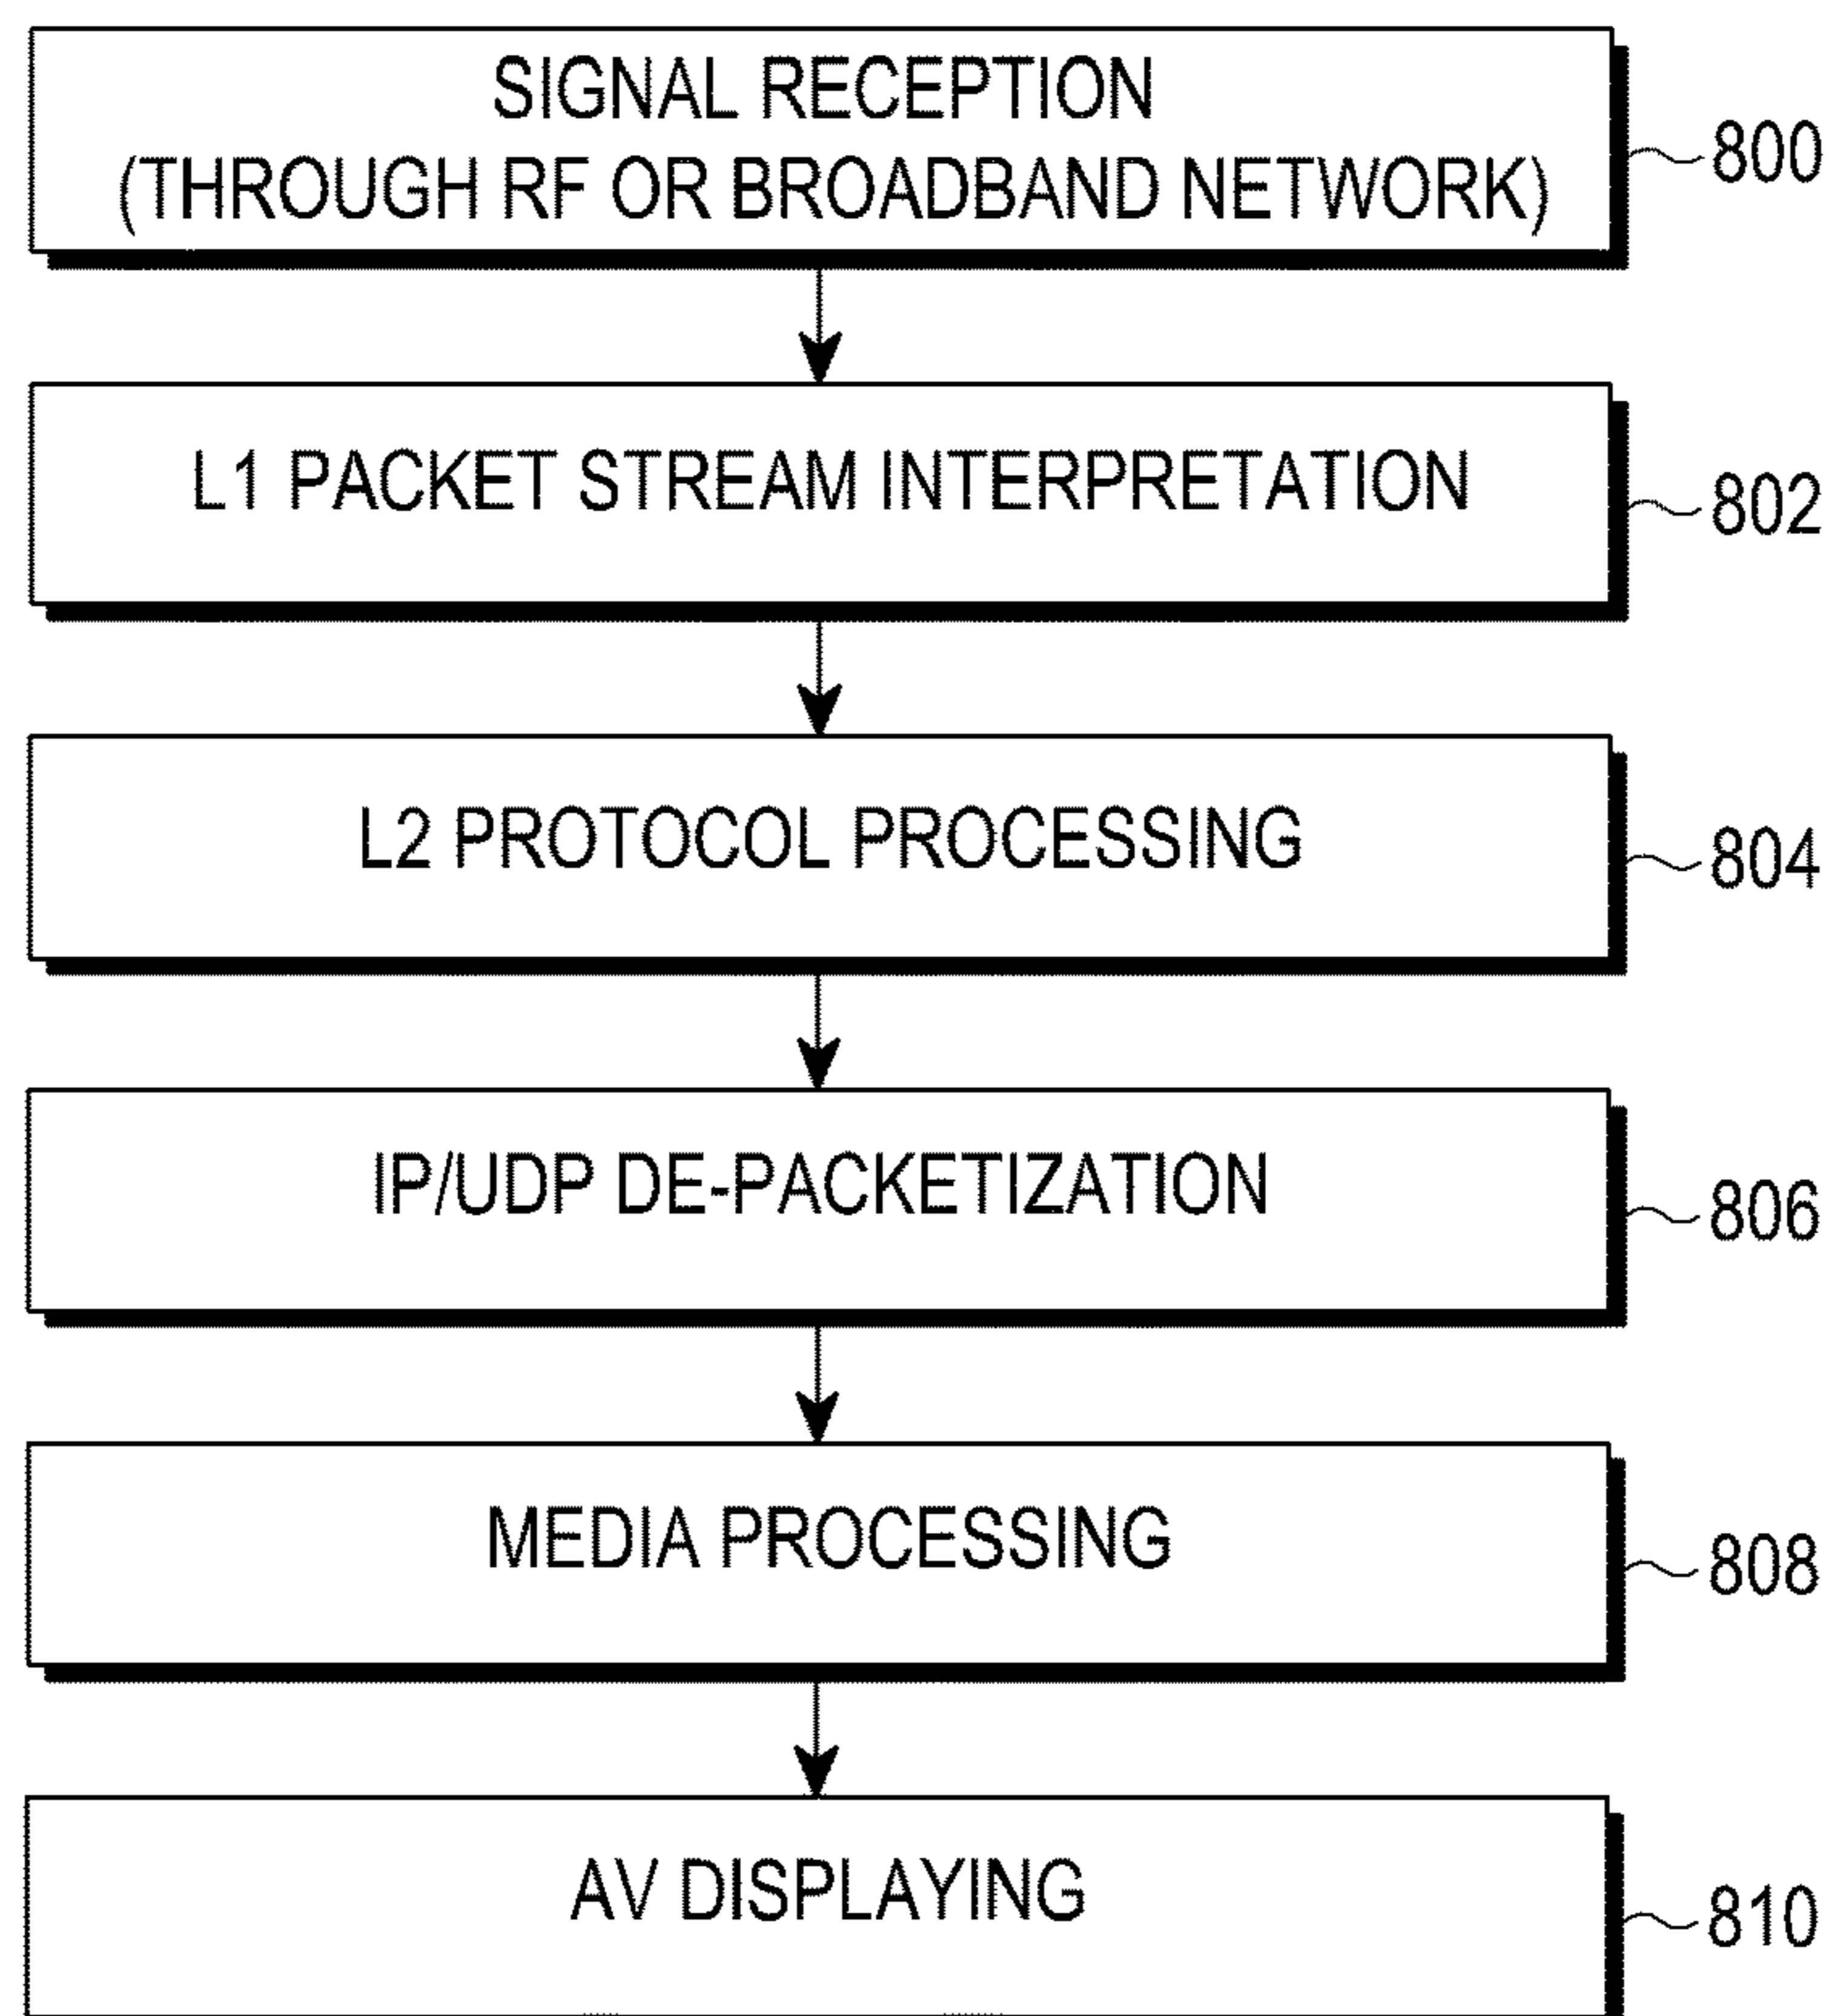 SIGNAL RECEPTION
(THROUGH RF OR BROADBAND NETWORK)
800
L1 PACKET STREAM INTERPRETATION
802
L2 PROTOCOL PROCESSING
804
IP/UDP DE-PACKETIZATION
806
MEDIA PROCESSING
808
AV DISPLAYING
810